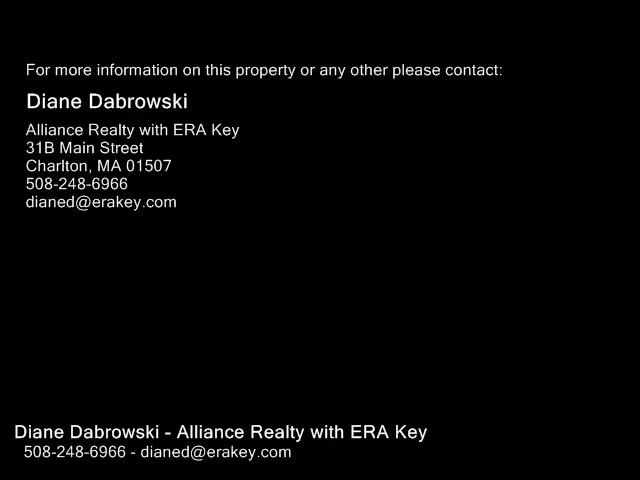 For more information on this property or any other please contact:
Diane Dabrowski
Alliance Realty with ERA Key
31B Main Street
Charlton, MA 01507
508-248-6966
dianed@erakey.com
Diane Dabrowski - Alliance Realty with ERA Key
508-248-6966 - dianed@erakey.com